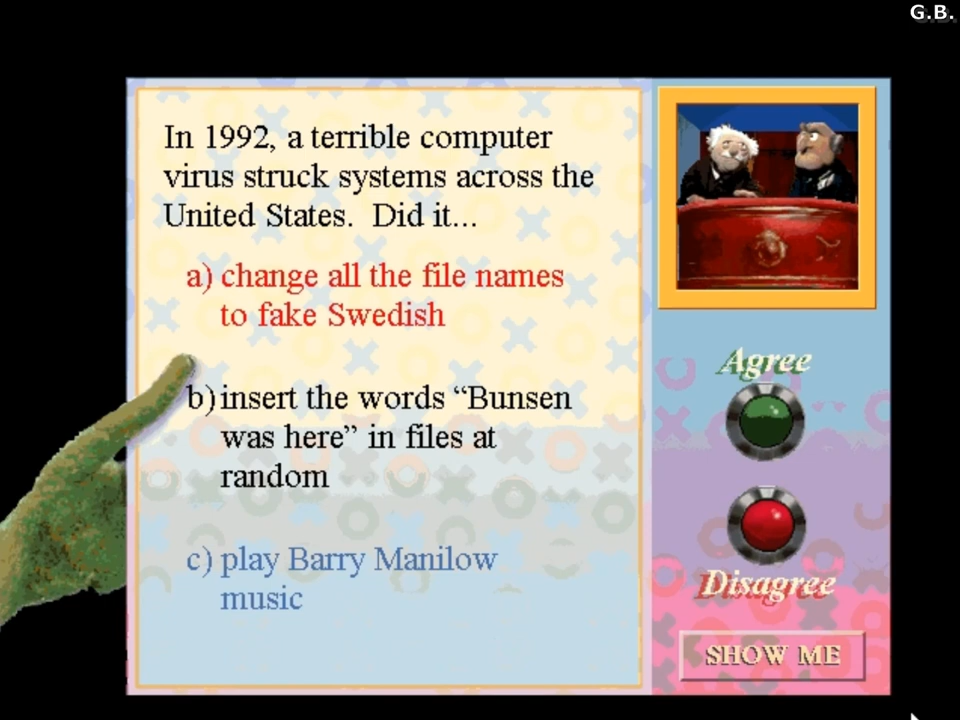 G.B.
In 1992, a terrible computer
virus struck systems across the
United States. Did it...
a) change all the file names
to fake Swedish
b) insert the words “Bunsen
was here” in files at
random
c) play Barry Manilow
music
Agree
Disagree
SHOW ME